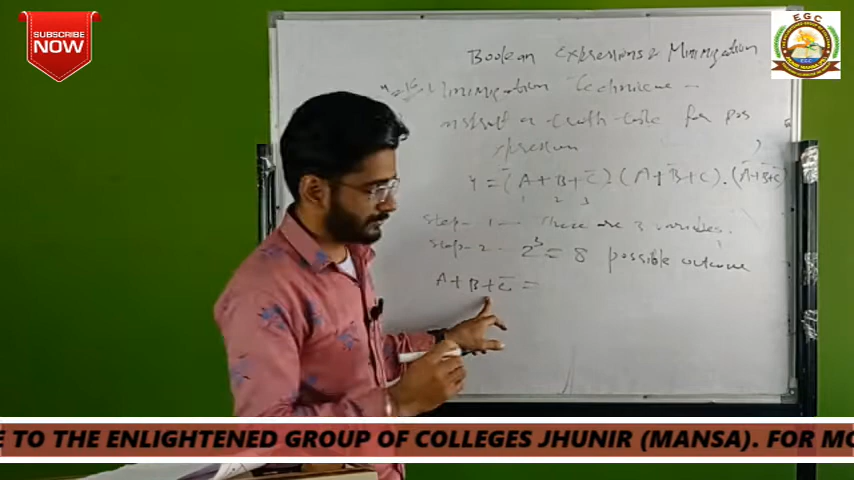 SUBSCRIBE
NOW
EGC
Boolean Expressions & Minimization
Minimization Technique -
truth-table for pos
expression
Y = (A+B+C̅).(A+B̅+C).(A̅+B̅+C̅)
1 2 3
Step-1 - There are 3 variables.
Step-2 - 2³ = 8 possible outcome
A+B+C̅ =
E TO THE ENLIGHTENED GROUP OF COLLEGES JHUNIR (MANSA). FOR MO